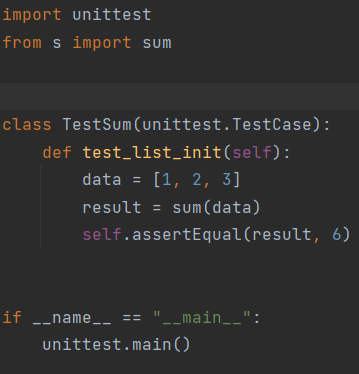 import unittest
from s import sum
class TestSum(unittest.TestCase):
    def test_list_init(self):
        data = [1, 2, 3]
        result = sum(data)
        self.assertEqual(result, 6)
if __name__ == "__main__":
    unittest.main()